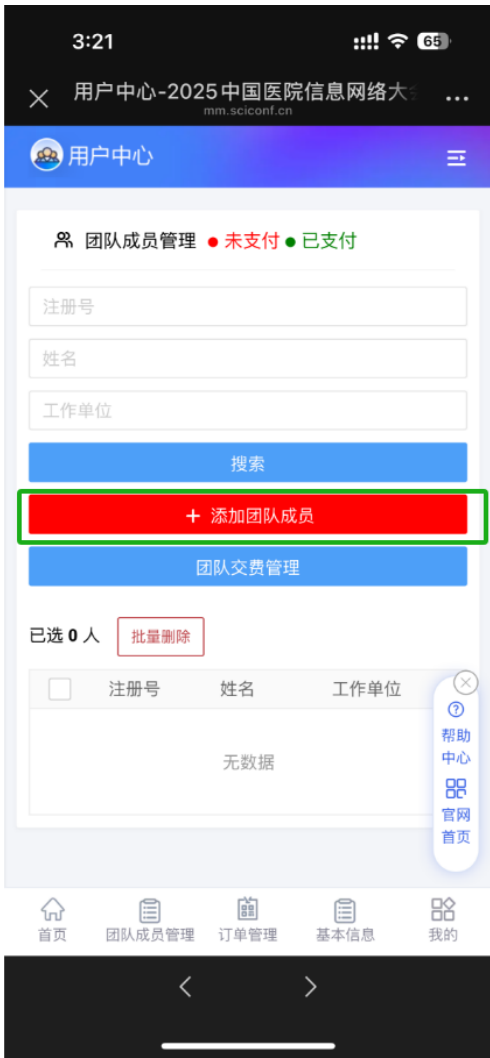 3:21
65
用户中心-2025中国医院信息网络大
mm.sciconf.cn
用户中心
团队成员管理 ● 未支付 ● 已支付
注册号
姓名
工作单位
搜索
+ 添加团队成员
团队交费管理
已选 0 人 批量删除
注册号 姓名 工作单位
无数据
帮助
中心
官网
首页
首页 团队成员管理 订单管理 基本信息 我的